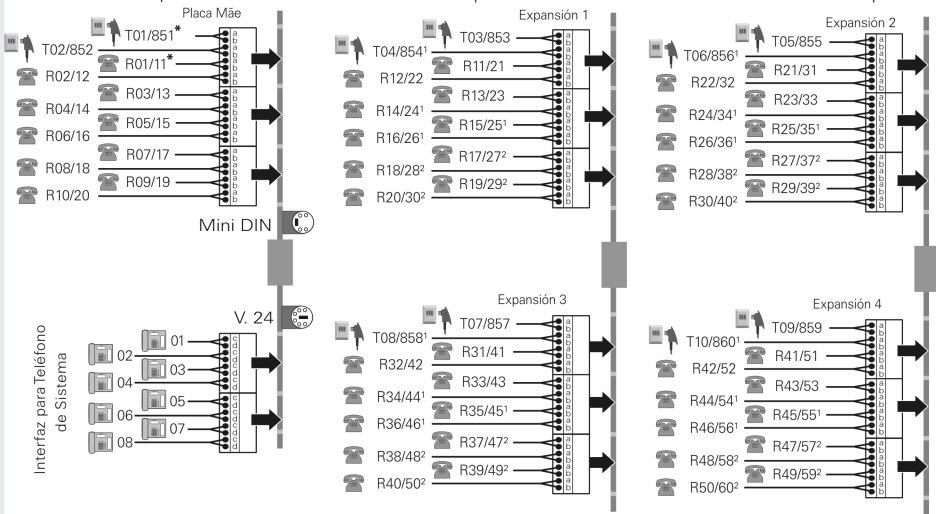 Placa Mãe
T01/851*
T02/852
R01/11*
R02/12
R03/13
R04/14
R05/15
R06/16
R07/17
R08/18
R09/19
R10/20
a
b
a
b
a
b
a
b
a
b
a
b
a
b
a
b
a
b
a
b
a
b
a
b
Mini DIN
V. 24
Interfaz para Teléfono
de Sistema
01
02
03
04
05
06
07
08
c
d
c
d
c
d
c
d
c
d
c
d
c
d
c
d
Expansión 1
T03/853
T04/854¹
R11/21
R12/22
R13/23
R14/24¹
R15/25¹
R16/26¹
R17/27²
R18/28²
R19/29²
R20/30²
a
b
a
b
a
b
a
b
a
b
a
b
a
b
a
b
a
b
a
b
a
b
a
b
Expansión 2
T05/855
T06/856¹
R21/31
R22/32
R23/33
R24/34¹
R25/35¹
R26/36¹
R27/37²
R28/38²
R29/39²
R30/40²
a
b
a
b
a
b
a
b
a
b
a
b
a
b
a
b
a
b
a
b
a
b
a
b
Expansión 3
T07/857
T08/858¹
R31/41
R32/42
R33/43
R34/44¹
R35/45¹
R36/46¹
R37/47²
R38/48²
R39/49²
R40/50²
a
b
a
b
a
b
a
b
a
b
a
b
a
b
a
b
a
b
a
b
a
b
a
b
Expansión 4
T09/859
T10/860¹
R41/51
R42/52
R43/53
R44/54¹
R45/55¹
R46/56¹
R47/57²
R48/58²
R49/59²
R50/60²
a
b
a
b
a
b
a
b
a
b
a
b
a
b
a
b
a
b
a
b
a
b
a
b